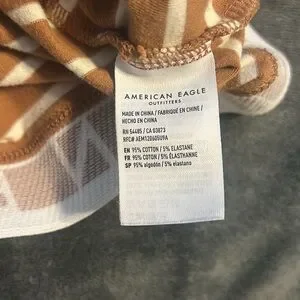 AMERICAN EAGLE
OUTFITTERS
MADE IN CHINA / FABRIQUÉ EN CHINE /
HECHO EN CHINA
RN 54485 / CA 03873
EN 95% COTTON / 5% ELASTANE
FR 95% COTON / 5% ÉLASTHANNE
SP 95% algodón / 5% elastano